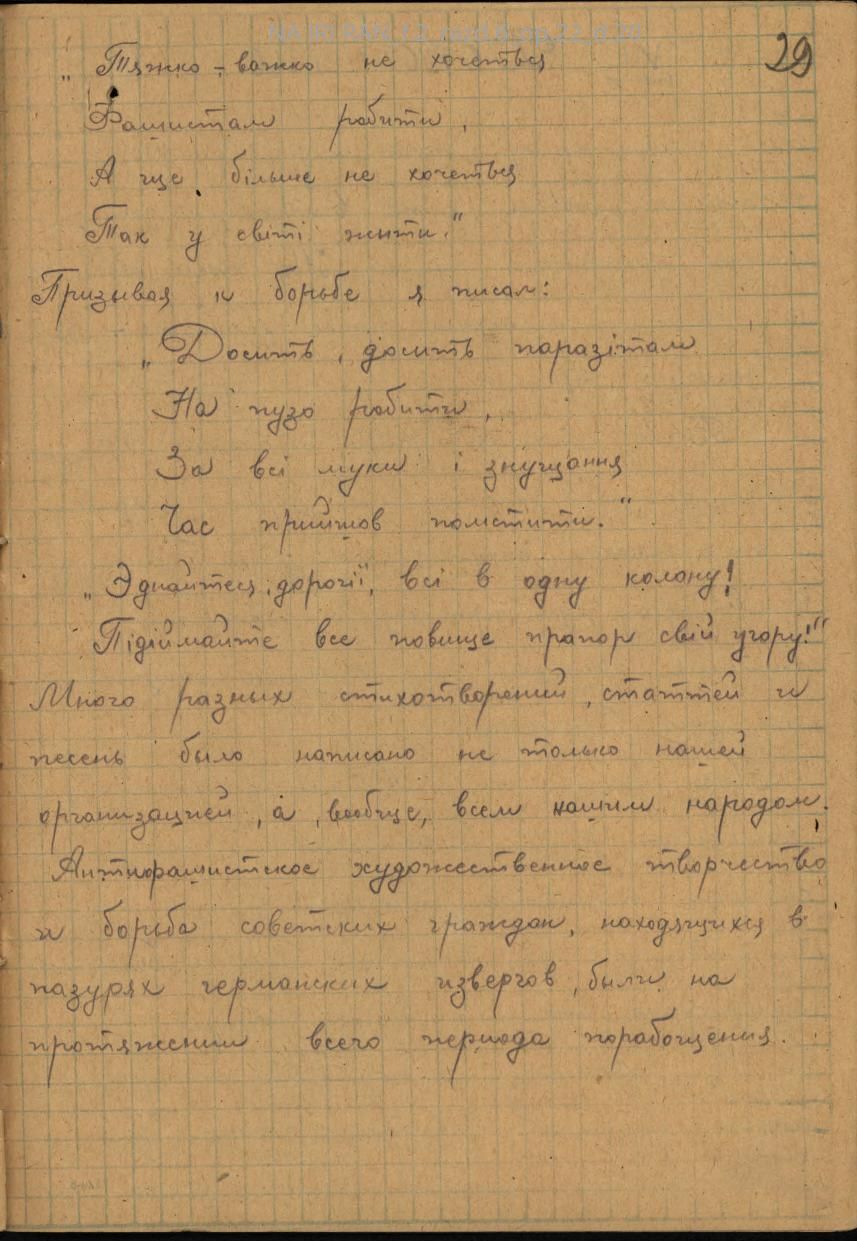 29
„Тяжко-важко не хочеться
Фашистам робити,
А ще більше не хочеться
Так у світі жити."
Призывая к борьбе я писал:
„Досить, досить паразітам
На пузо робити,
За всі муки і знущання
Час прийшов помстити."
„Эднайтеся, дорогії, всі в одну колону!
Підіймайте все повище прапор свій угору!"
Много разных стихотворений, статтей и
песень было написано не только нашей
организацией, а, вообще, всем нашим народом.
Антифашистское художественное творчество
и борьба советских граждан, находящихся в
пазурях германских извергов, были на
протяжении всего периода порабощения.